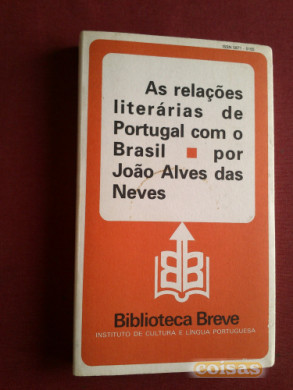 As relações
literárias de
Portugal com o
Brasil ▪ por
João Alves das
Neves
Biblioteca Breve
INSTITUTO DE CULTURA E LÍNGUA PORTUGUESA
coisas